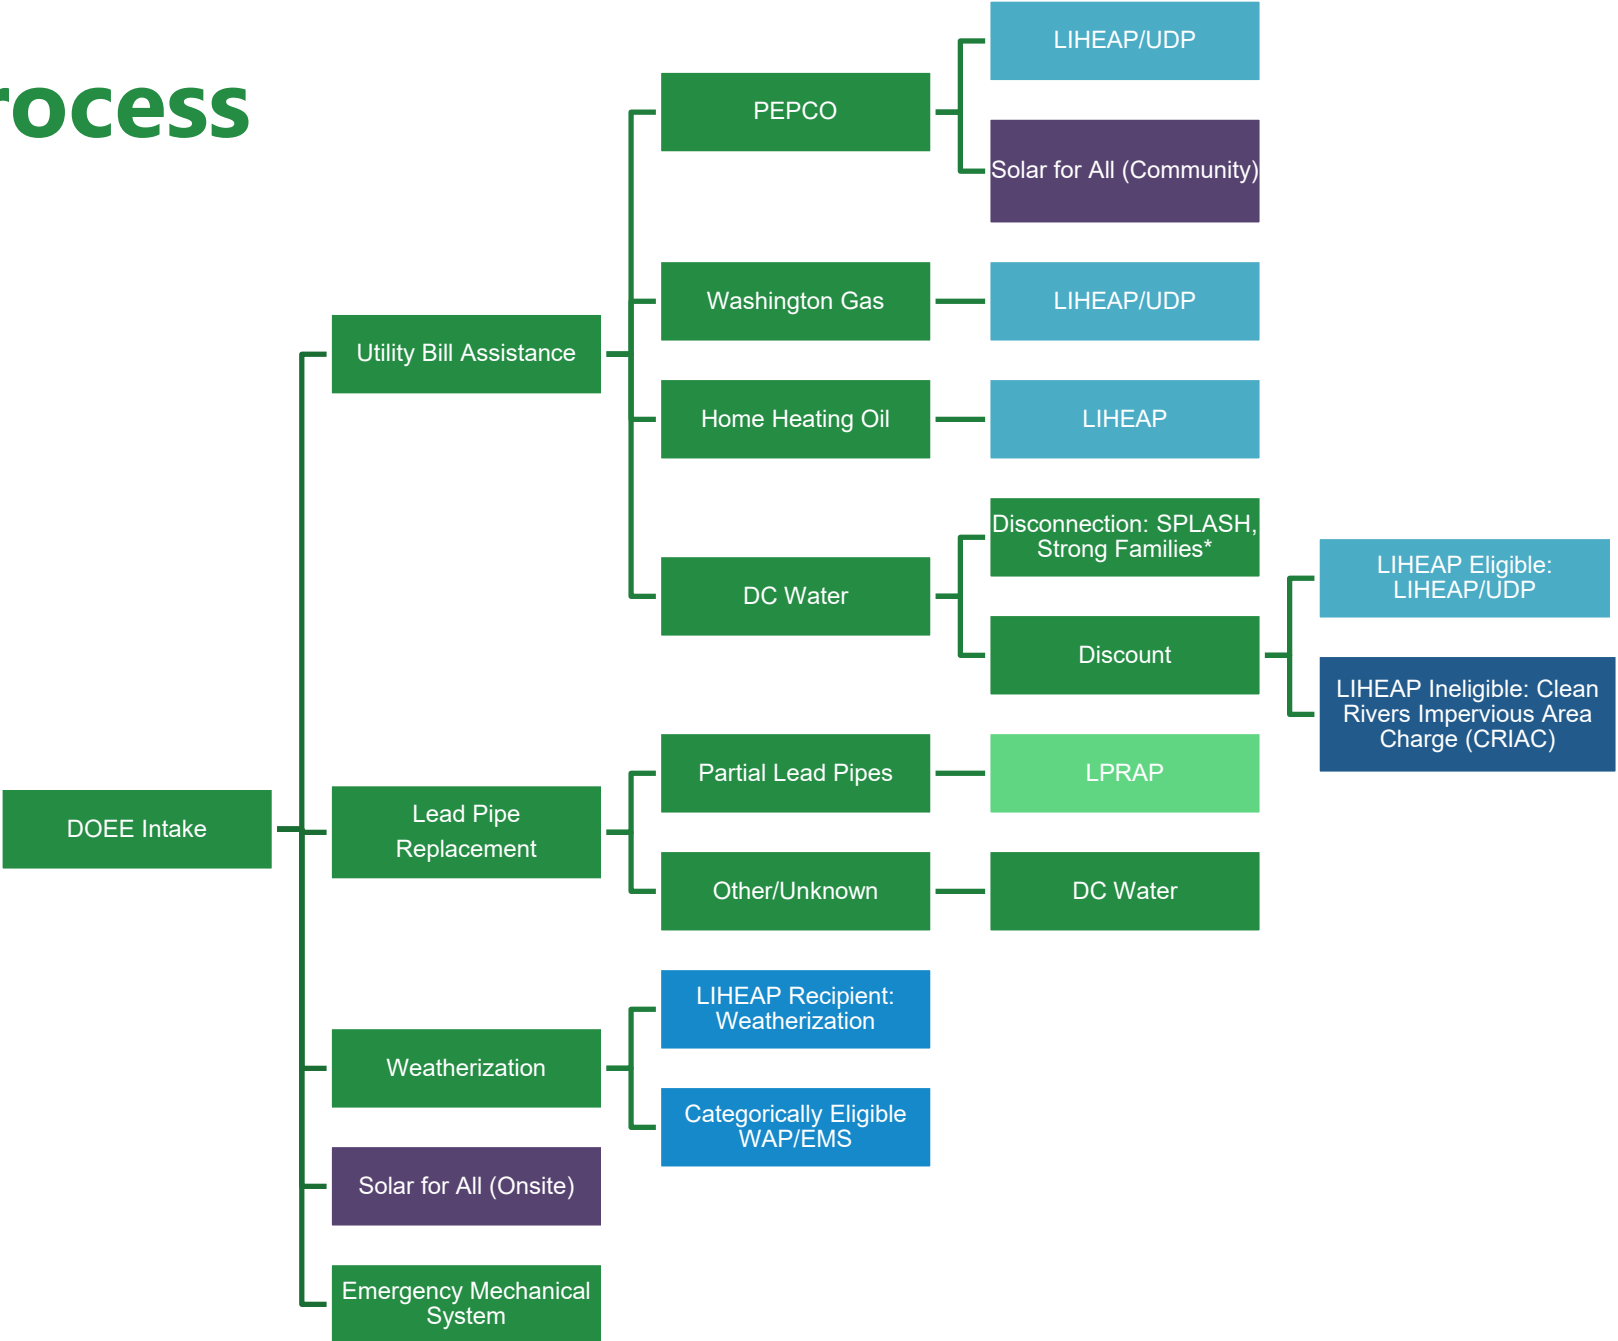 rocess
LIHEAP/UDP
PEPCO
Solar for All (Community)
Washington Gas
LIHEAP/UDP
Utility Bill Assistance
Home Heating Oil
LIHEAP
Disconnection: SPLASH,
Strong Families*
LIHEAP Eligible:
LIHEAP/UDP
DC Water
Discount
LIHEAP Ineligible: Clean
Rivers Impervious Area
Charge (CRIAC)
Partial Lead Pipes
LPRAP
DOEE Intake
Lead Pipe
Replacement
Other/Unknown
DC Water
LIHEAP Recipient:
Weatherization
Weatherization
Categorically Eligible
WAP/EMS
Solar for All (Onsite)
Emergency Mechanical
System